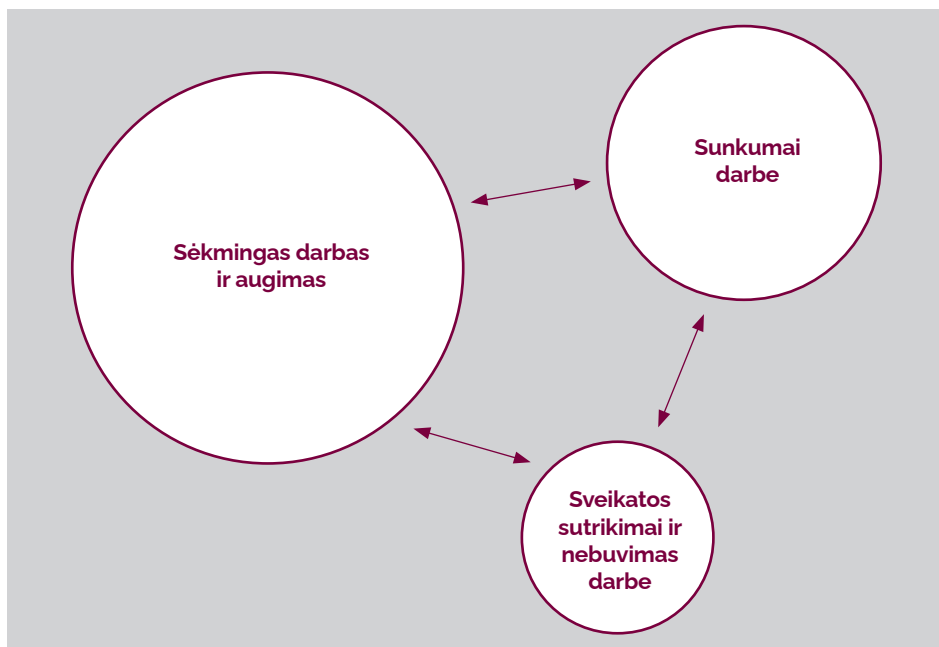 Sunkumai
darbe
Sėkmingas darbas
ir augimas
Sveikatos
sutrikimai ir
nebuvimas
darbe